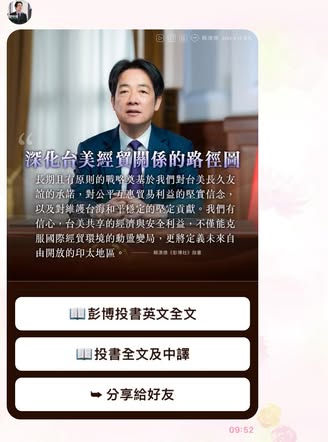 深化台美經貿關係的路徑圖
長期且有原則的戰略奠基於我們對台美長久友
誼的承諾，對公平互惠貿易利益的堅實信念，
以及對維護台海和平穩定的堅定貢獻。我們有
信心，台美共享的經濟與安全利益，不僅能克
服國際經貿環境的動盪變局，更將定義未來自
由開放的印太地區。
賴清德《彭博社》投書
彭博投書英文全文
投書全文及中譯
分享給好友
09:52